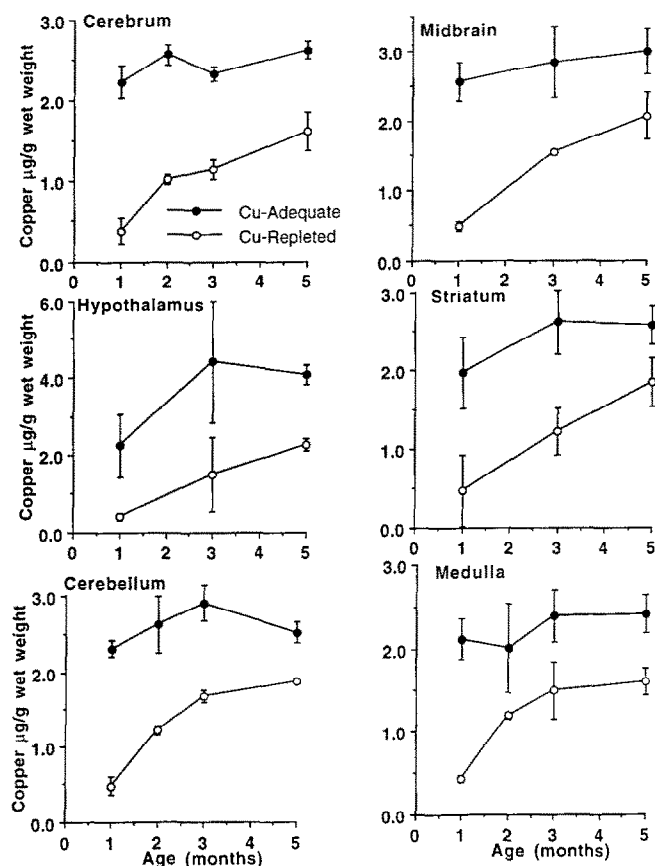 Cerebrum
Copper µg/g wet weight
3.0
2.0
1.0
0.0
Cu-Adequate
Cu-Repleted
0 1 2 3 4 5
Midbrain
3.0
2.0
1.0
0.0
0 1 2 3 4 5
Hypothalamus
Copper µg/g wet weight
6.0
4.0
2.0
0.0
0 1 2 3 4 5
Striatum
3.0
2.0
1.0
0.0
0 1 2 3 4 5
Cerebellum
Copper µg/g wet weight
3.0
2.0
1.0
0.0
0 1 2 3 4 5
Age (months)
Medulla
3.0
2.0
1.0
0.0
0 1 2 3 4 5
Age (months)